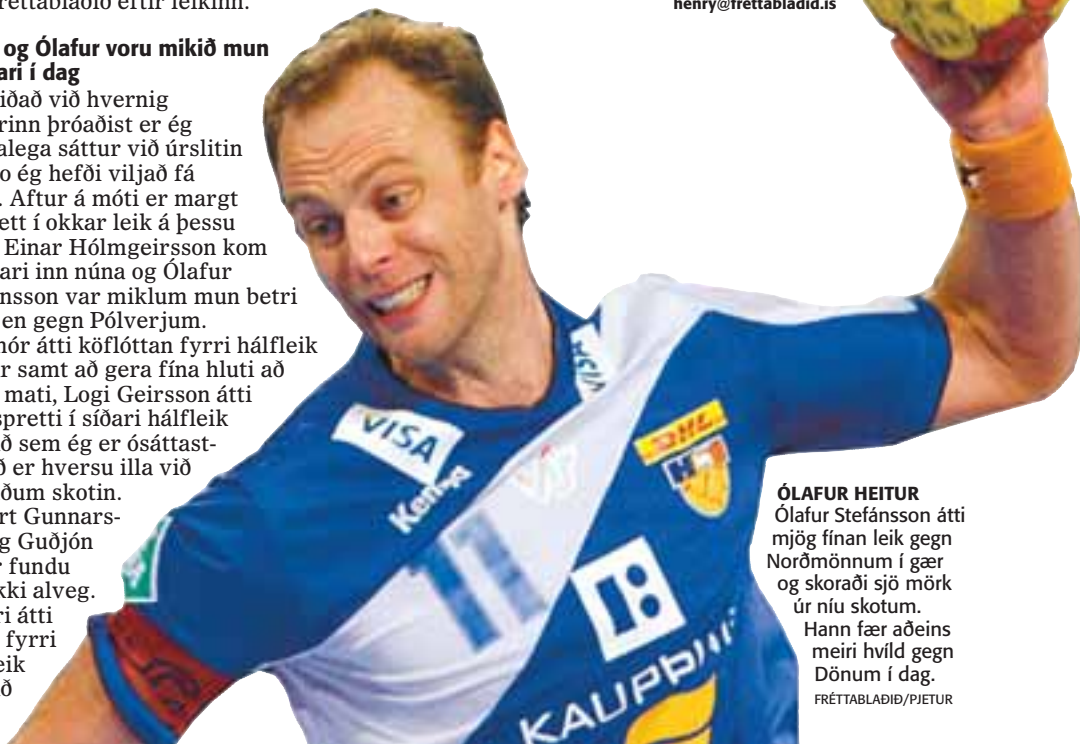 fréttablaðið eftir leikinn.
og Ólafur voru mikið mun
ari í dag
iðað við hvernig
rinn þróaðist er ég
alega sáttur við úrslitin
o ég hefði viljað fá
. Aftur á móti er margt
ett í okkar leik á þessu
Einar Hólmgeirsson kom
ari inn núna og Ólafur
nsson var miklum mun betri
en gegn Pólverjum.
nór átti köflóttan fyrri hálfleik
r samt að gera fína hluti að
mati, Logi Geirsson átti
spretti í síðari hálfleik
ð sem ég er ósáttast-
ð er hversu illa við
ðum skotin.
rt Gunnars-
g Guðjón
r fundu
kki alveg.
ri átti
fyrri
eik
ð
henry@frettabladid.is
VISA
VISA
Kempa
DHL
11
KAUPÞI
KAUP
ÓLAFUR HEITUR
Ólafur Stefánsson átti
mjög fínan leik gegn
Norðmönnum í gær
og skoraði sjö mörk
úr níu skotum.
Hann fær aðeins
meiri hvíld gegn
Dönum í dag.
FRÉTTABLAÐIÐ/PJETUR